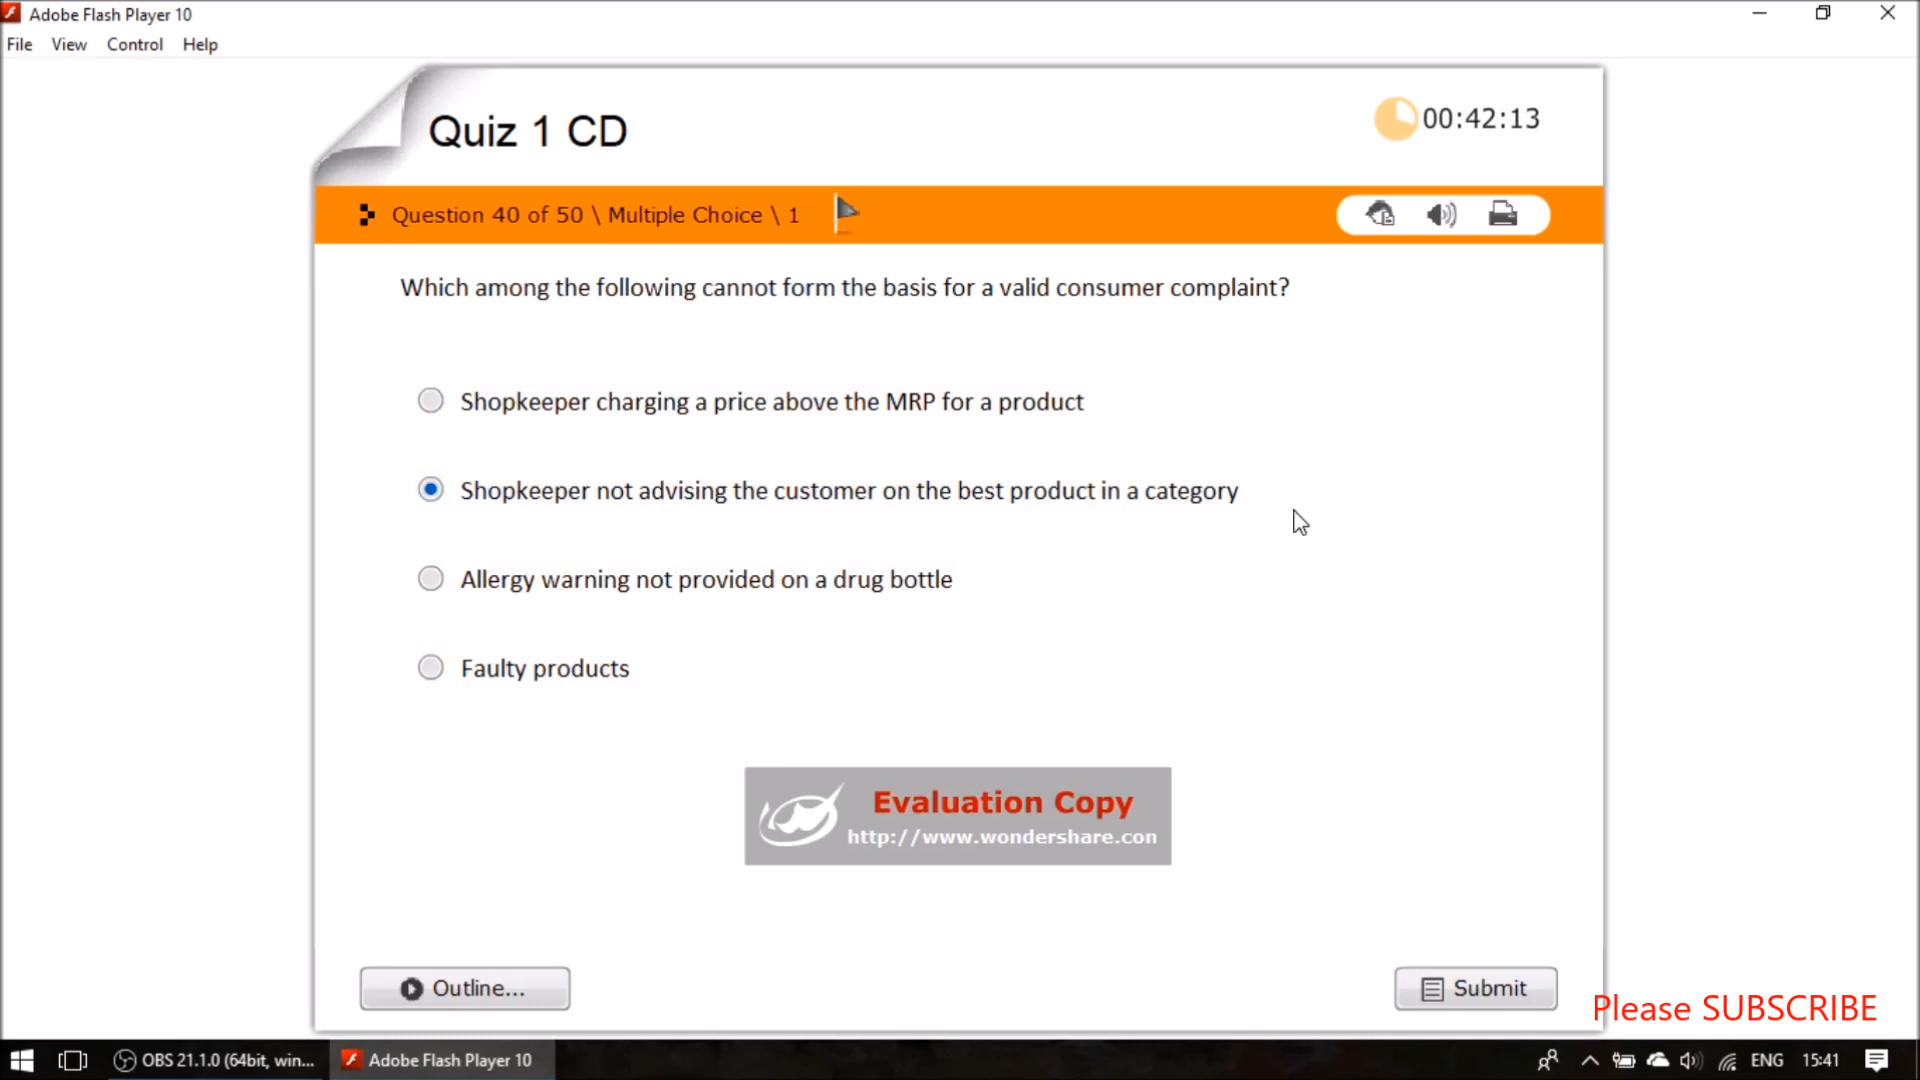 Adobe Flash Player 10
File View Control Help
Quiz 1 CD
00:42:13
Question 40 of 50 \ Multiple Choice \ 1
Which among the following cannot form the basis for a valid consumer complaint?
Shopkeeper charging a price above the MRP for a product
Shopkeeper not advising the customer on the best product in a category
Allergy warning not provided on a drug bottle
Faulty products
Evaluation Copy
http://www.wondershare.con
Outline...
Submit
Please SUBSCRIBE
OBS 21.1.0 (64bit, win...
Adobe Flash Player 10
ENG
15:41